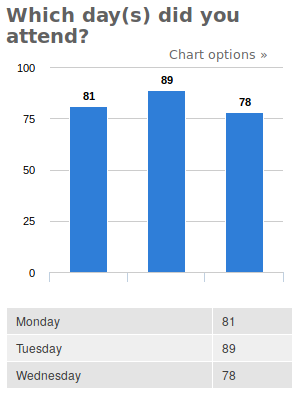 Which day(s) did you
attend?
Chart options »
100
75
50
25
0
81
89
78
Monday 81
Tuesday 89
Wednesday 78